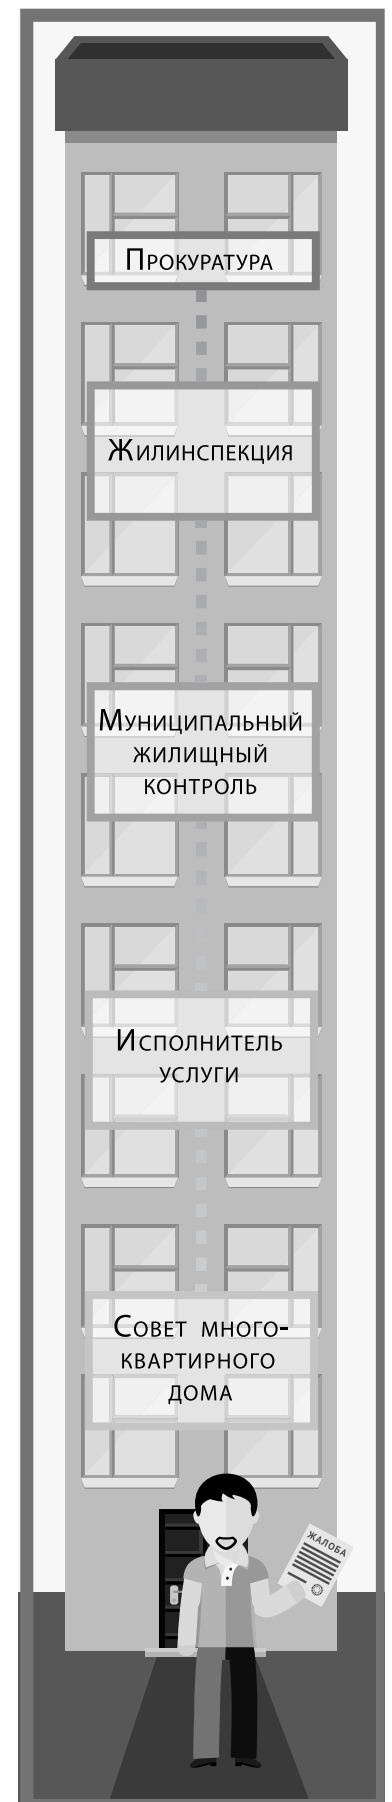 Прокуратура
Жилинспекция
Муниципальный
жилищный
контроль
Исполнитель
услуги
Совет много-
квартирного
дома
ЖАЛОБА